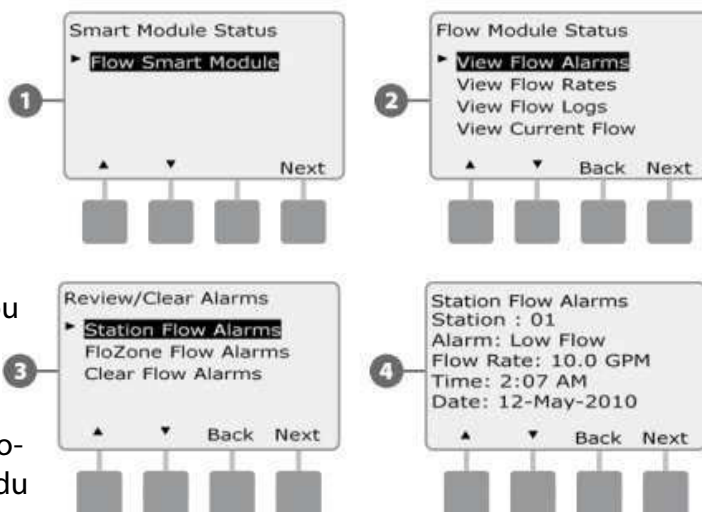 Smart Module Status
► Flow Smart Module
1
▲ ▼ Next
Flow Module Status
► View Flow Alarms
View Flow Rates
View Flow Logs
View Current Flow
2
▲ ▼ Back Next
ou
Review/Clear Alarms
► Station Flow Alarms
FloZone Flow Alarms
Clear Flow Alarms
3
▲ ▼ Back Next
o-
du
Station Flow Alarms
Station : 01
Alarm: Low Flow
Flow Rate: 10.0 GPM
Time: 2:07 AM
Date: 12-May-2010
4
▲ ▼ Back Next